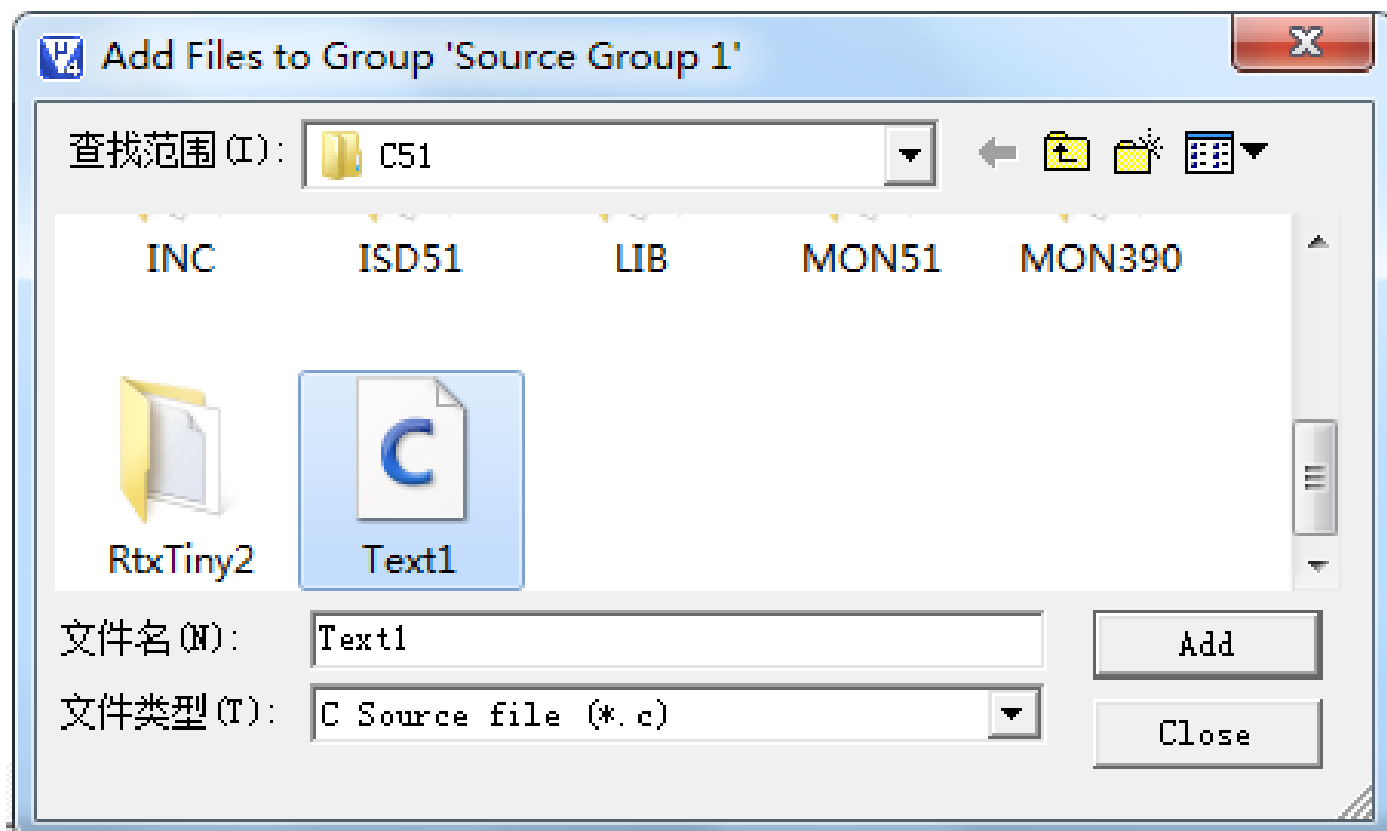 Add Files to Group 'Source Group 1'
查找范围(I): C51
INC ISD51 LIB MON51 MON390
RtxTiny2 Text1
文件名(N): Text1 Add
文件类型(T): C Source file (*.c) Close